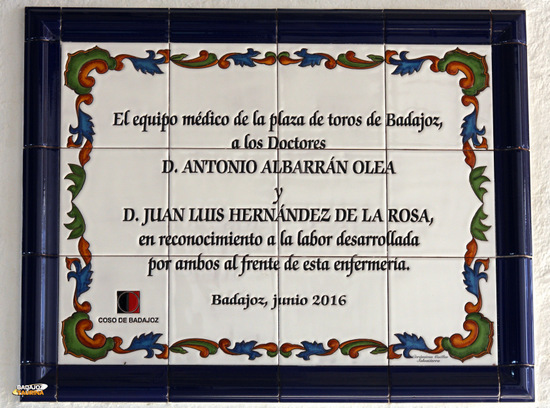 El equipo médico de la plaza de toros de Badajoz,
a los Doctores
D. ANTONIO ALBARRÁN OLEA
y
D. JUAN LUIS HERNÁNDEZ DE LA ROSA,
en reconocimiento a la labor desarrollada
por ambos al frente de esta enfermería.
Badajoz, junio 2016
COSO DE BADAJOZ
BADAJOZ
TAURINA